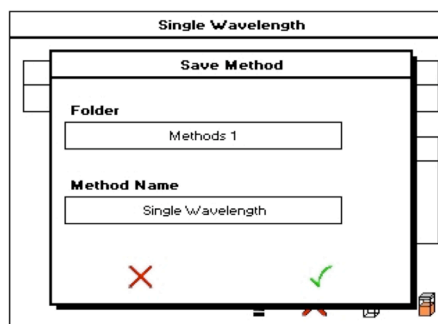 Single Wavelength
Save Method
Folder
Methods 1
Method Name
Single Wavelength